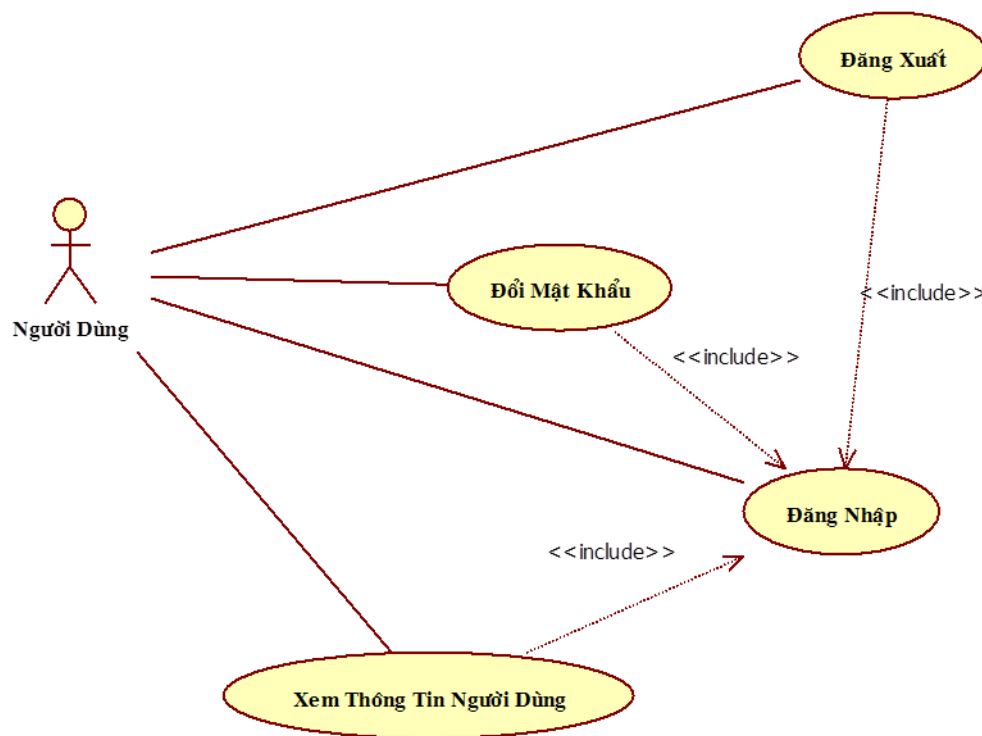 Đăng Xuất
Đổi Mật Khẩu
<<include>>
Người Dùng
<<include>>
Đăng Nhập
<<include>>
Xem Thông Tin Người Dùng